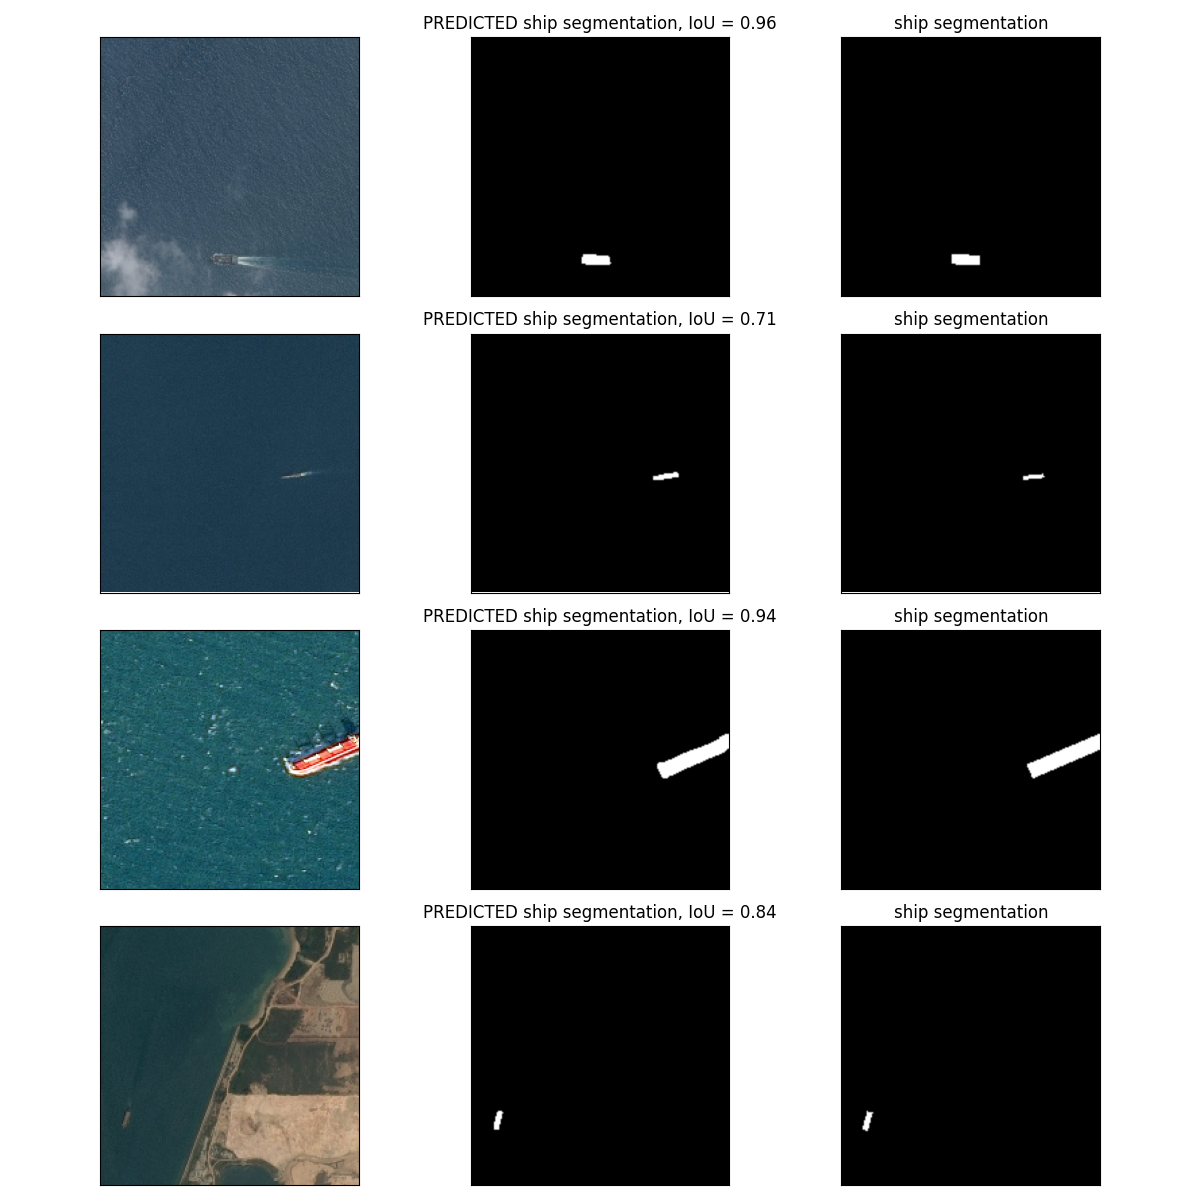 PREDICTED ship segmentation, IoU = 0.96
ship segmentation
PREDICTED ship segmentation, IoU = 0.71
ship segmentation
PREDICTED ship segmentation, IoU = 0.94
ship segmentation
PREDICTED ship segmentation, IoU = 0.84
ship segmentation